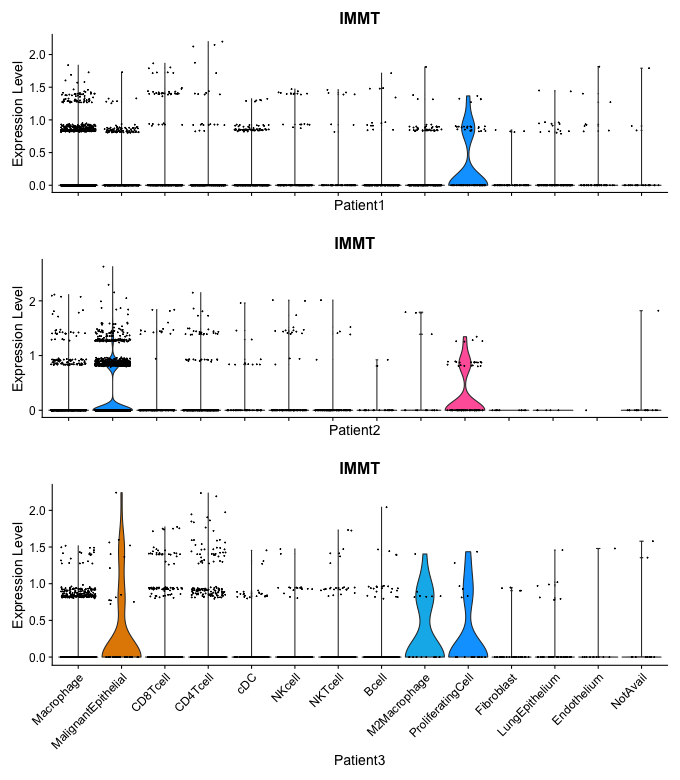 IMMT
Expression Level
2.0
1.5
1.0
0.5
0.0
Patient1
IMMT
Expression Level
2
1
0
Patient2
IMMT
Expression Level
2.0
1.5
1.0
0.5
0.0
Macrophage
MalignantEpithelial
CD8Tcell
CD4Tcell
cDC
NKcell
NKTcell
Bcell
M2Macrophage
ProliferatingCell
Fibroblast
LungEpithelium
Endothelium
NotAvail
Patient3